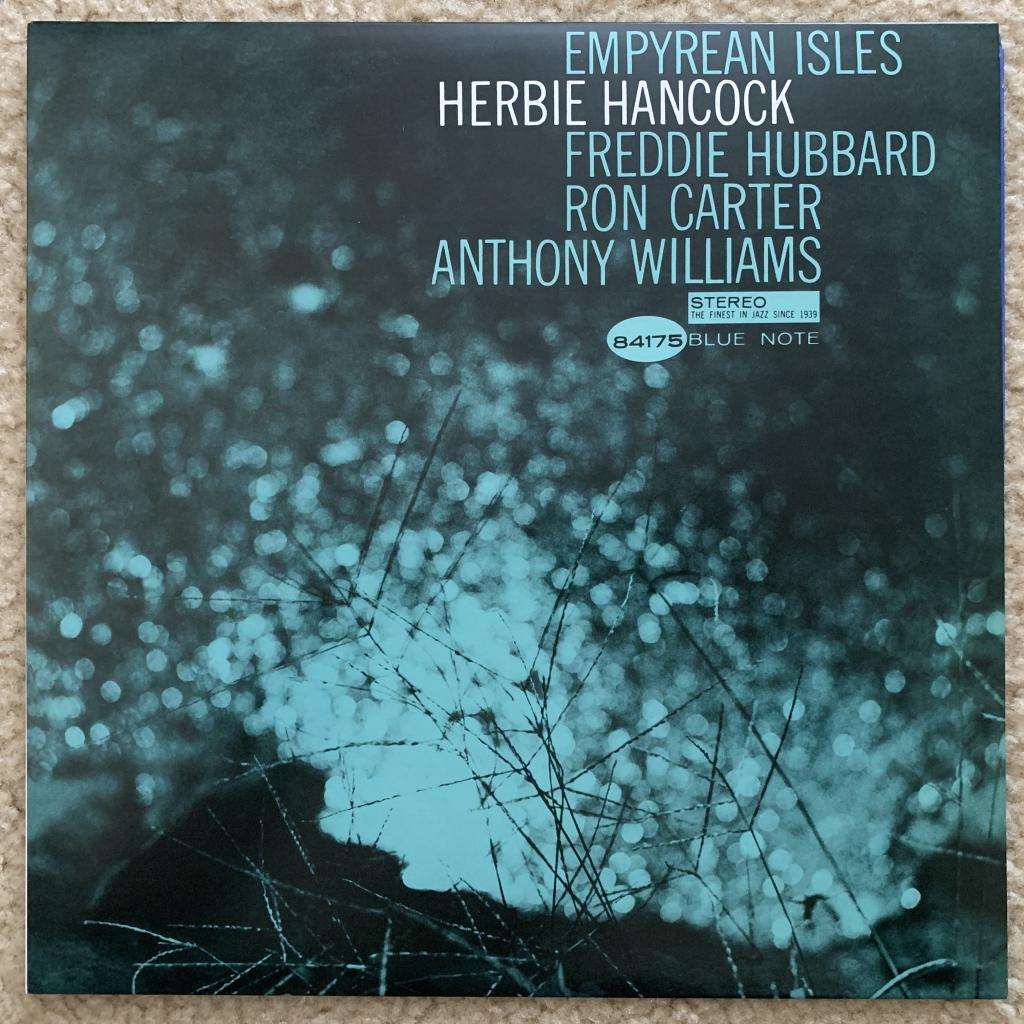 EMPYREAN ISLES
HERBIE HANCOCK
FREDDIE HUBBARD
RON CARTER
ANTHONY WILLIAMS
STEREO
THE FINEST IN JAZZ SINCE 1939
84175 BLUE NOTE